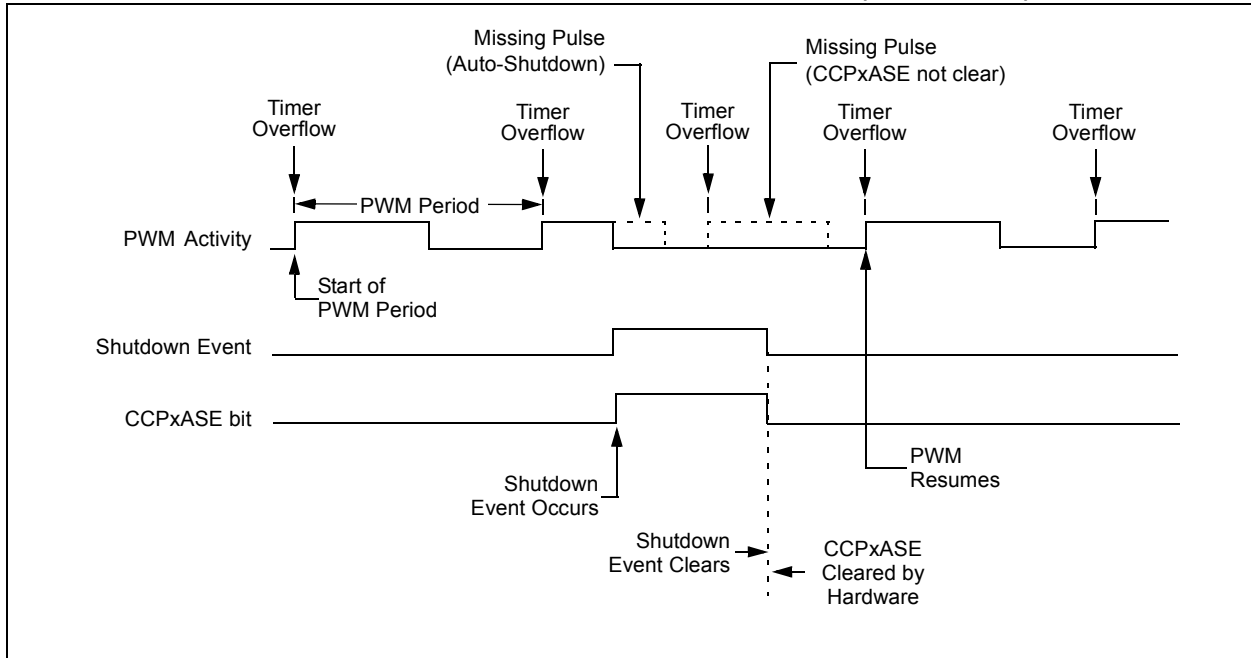 Missing Pulse
(Auto-Shutdown)
Missing Pulse
(CCPxASE not clear)
Timer
Overflow
Timer
Overflow
Timer
Overflow
Timer
Overflow
Timer
Overflow
PWM Period
PWM Activity
Start of
PWM Period
Shutdown Event
CCPxASE bit
Shutdown
Event Occurs
PWM
Resumes
Shutdown
Event Clears
CCPxASE
Cleared by
Hardware